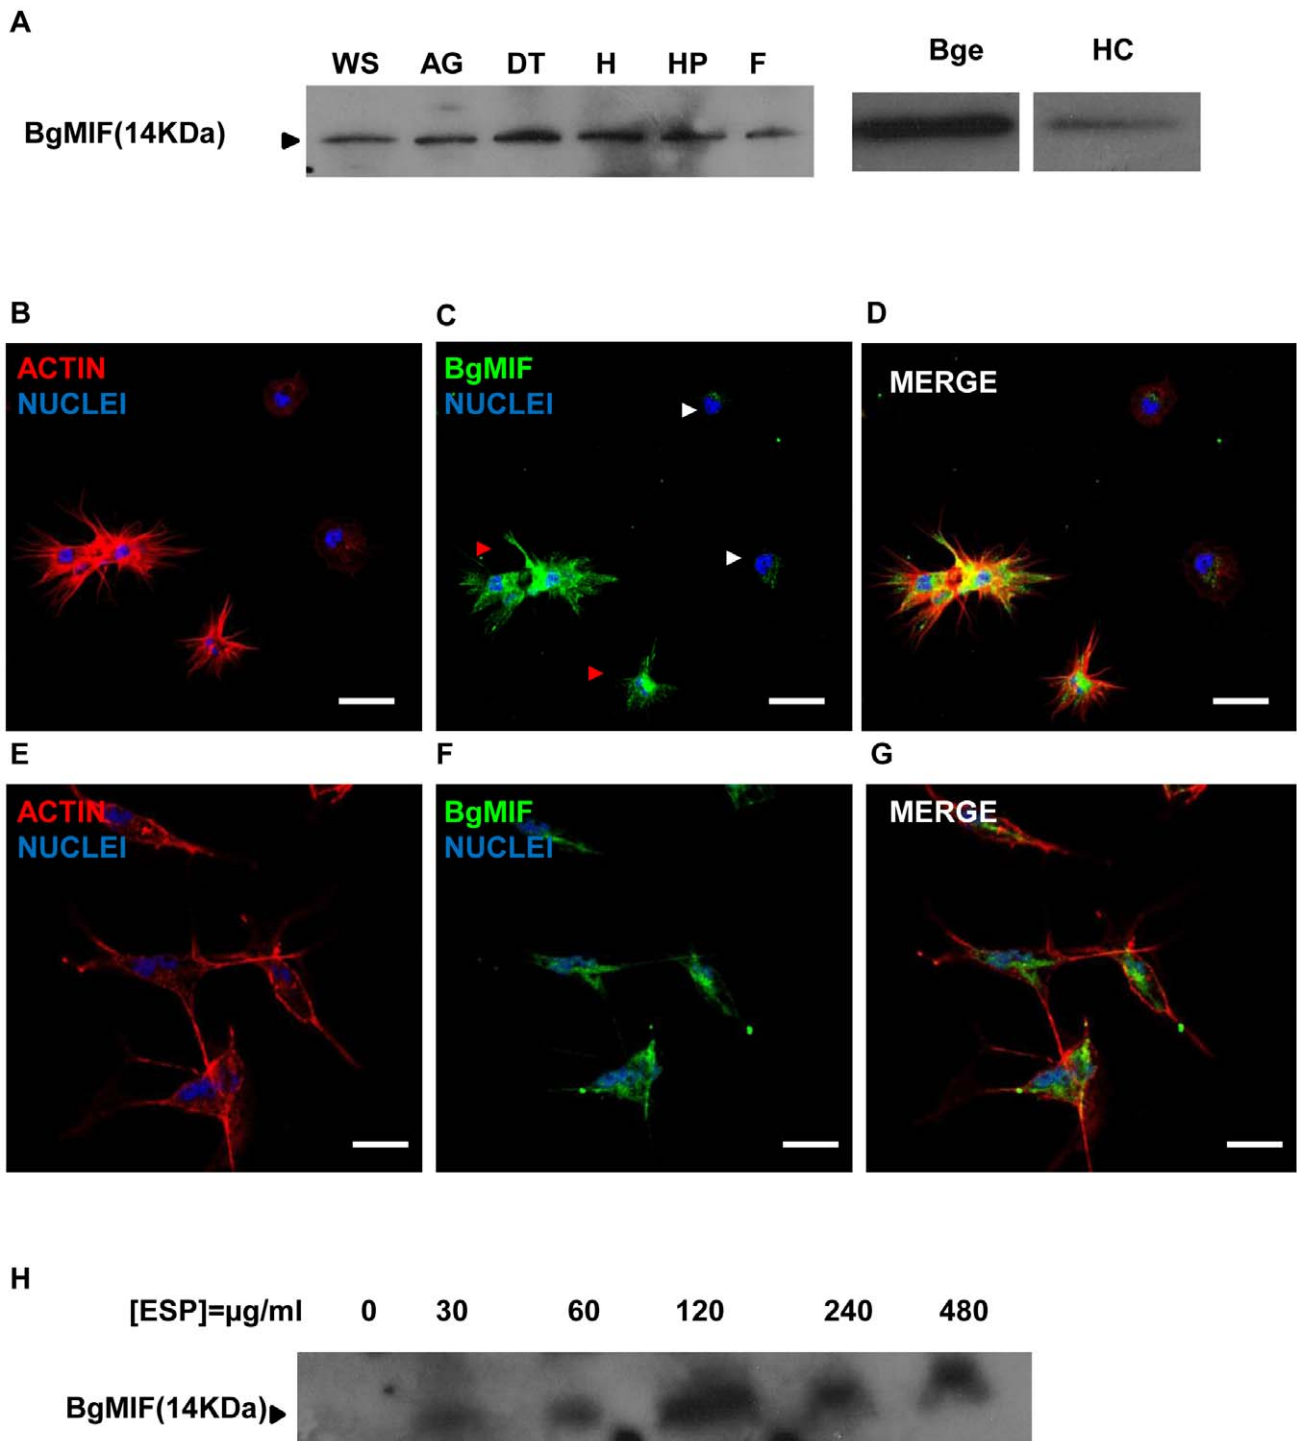 A
WS AG DT H HP F Bge HC
BgMIF(14KDa)
B C D
ACTIN BgMIF MERGE
NUCLEI NUCLEI
E F G
ACTIN BgMIF MERGE
NUCLEI NUCLEI
H
[ESP]=µg/ml 0 30 60 120 240 480
BgMIF(14KDa)